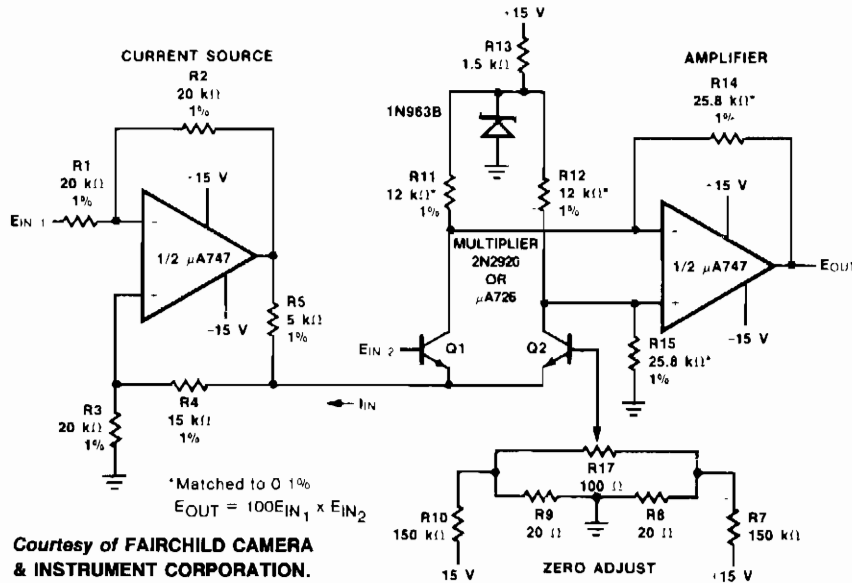 +15 V
CURRENT SOURCE
R2
20 kΩ
1%
R13
1.5 kΩ
AMPLIFIER
R14
25.8 kΩ*
1%
1N963B
R1
20 kΩ
1%
-15 V
R11
12 kΩ*
1%
R12
12 kΩ*
1%
-15 V
EIN 1
-
+
1/2 μA747
-15 V
R5
5 kΩ
1%
MULTIPLIER
2N2920
OR
μA726
-
+
1/2 μA747
-15 V
EOUT
EIN 2
Q1
Q2
R15
25.8 kΩ*
1%
R3
20 kΩ
1%
R4
15 kΩ
1%
IIN
*Matched to 0 1%
EOUT = 100EIN1 x EIN2
R17
100 Ω
R10
150 kΩ
R9
20 Ω
R8
20 Ω
R7
150 kΩ
15 V
ZERO ADJUST
+15 V
Courtesy of FAIRCHILD CAMERA
& INSTRUMENT CORPORATION.